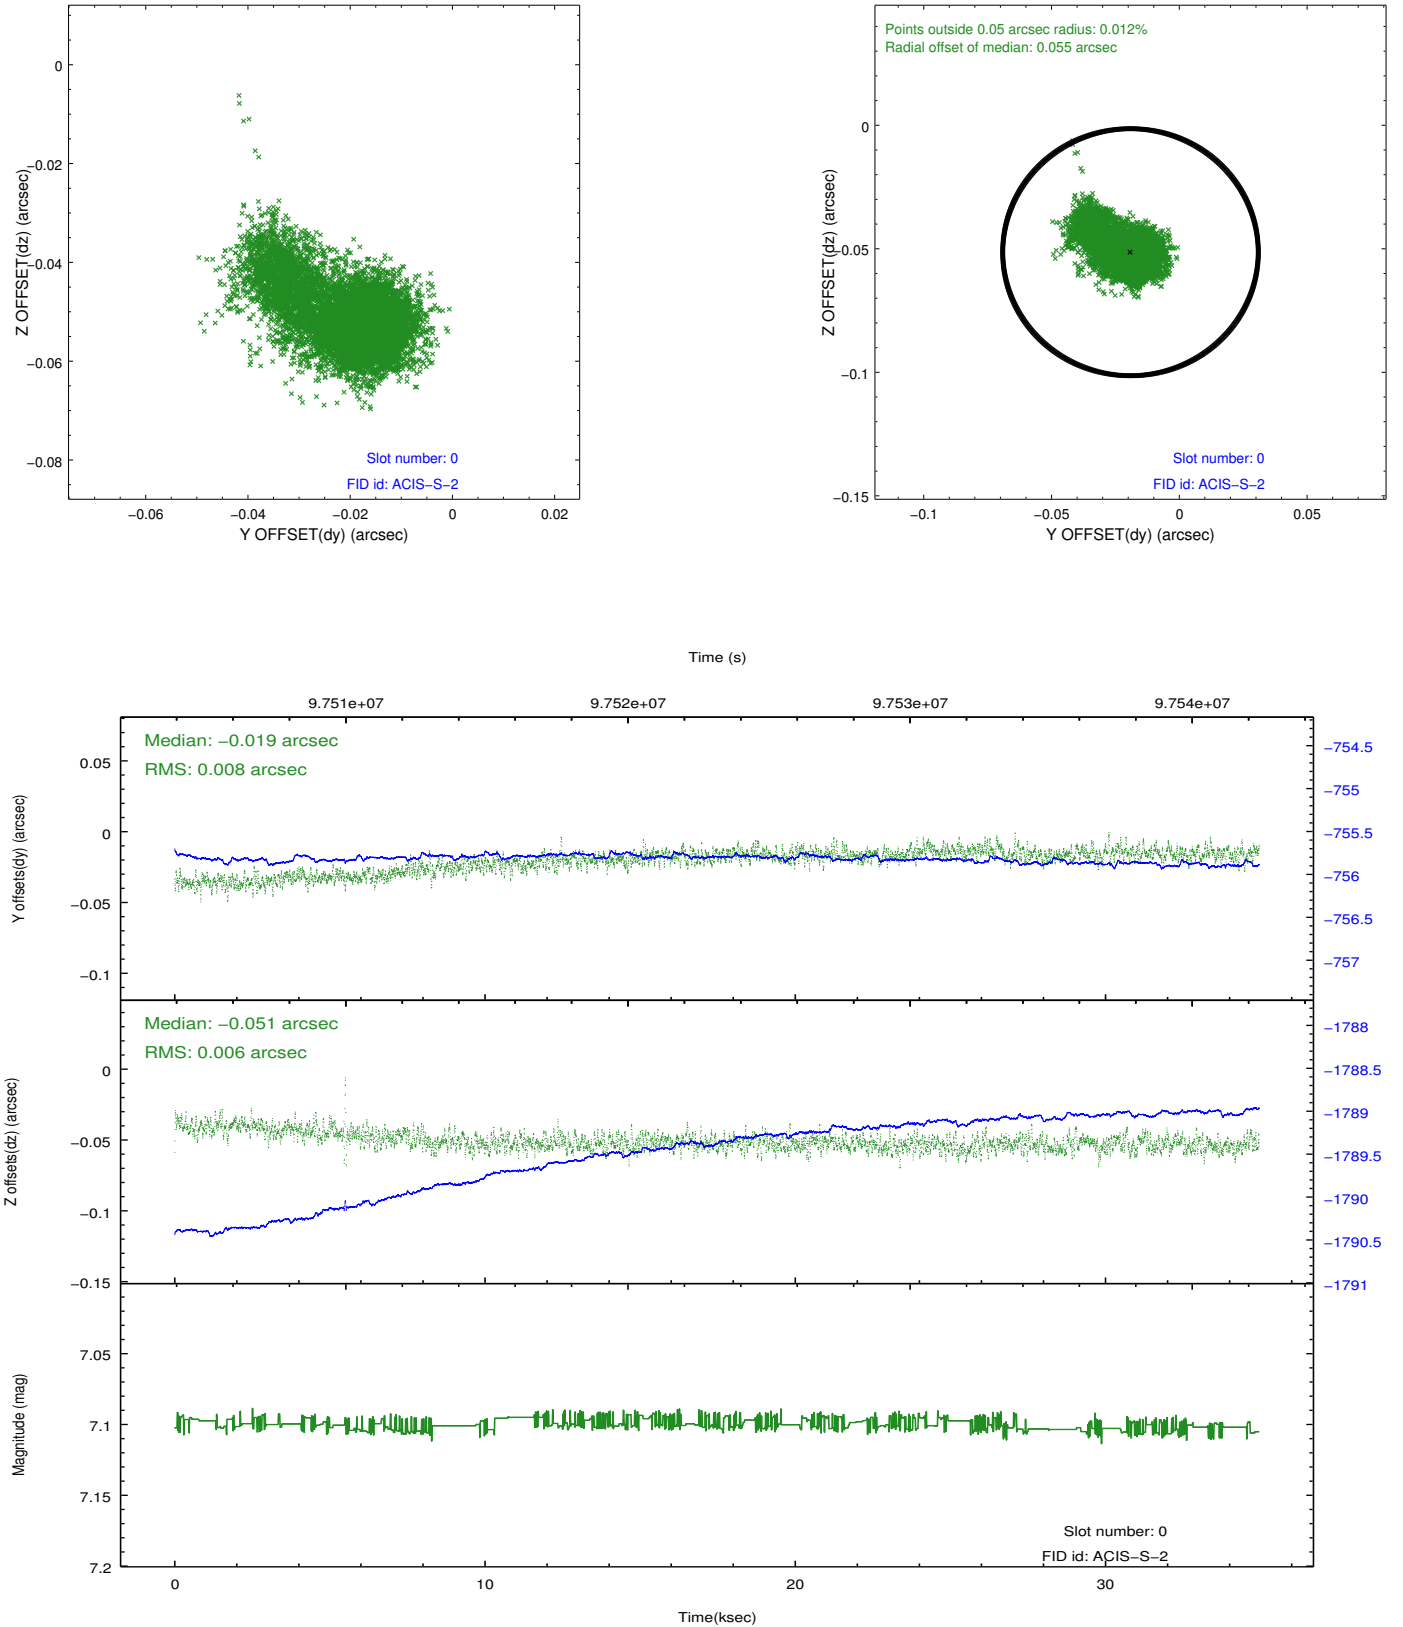 0
−0.02
−0.04
−0.06
−0.08
Z OFFSET(dz) (arcsec)
Slot number: 0
FID id: ACIS−S−2
−0.06
−0.04
−0.02
0
0.02
Y OFFSET(dy) (arcsec)
Points outside 0.05 arcsec radius: 0.012%
Radial offset of median: 0.055 arcsec
0
−0.05
−0.1
−0.15
Z OFFSET(dz) (arcsec)
Slot number: 0
FID id: ACIS−S−2
−0.1
−0.05
0
0.05
Y OFFSET(dy) (arcsec)
Time (s)
9.751e+07
9.752e+07
9.753e+07
9.754e+07
Median: −0.019 arcsec
RMS: 0.008 arcsec
0.05
0
−0.05
−0.1
Y offsets(dy) (arcsec)
−754.5
−755
−755.5
−756
−756.5
−757
Median: −0.051 arcsec
RMS: 0.006 arcsec
0
−0.05
−0.1
−0.15
Z offsets(dz) (arcsec)
−1788
−1788.5
−1789
−1789.5
−1790
−1790.5
−1791
7.05
7.1
7.15
7.2
Magnitude (mag)
Slot number: 0
FID id: ACIS−S−2
0
10
20
30
Time(ksec)